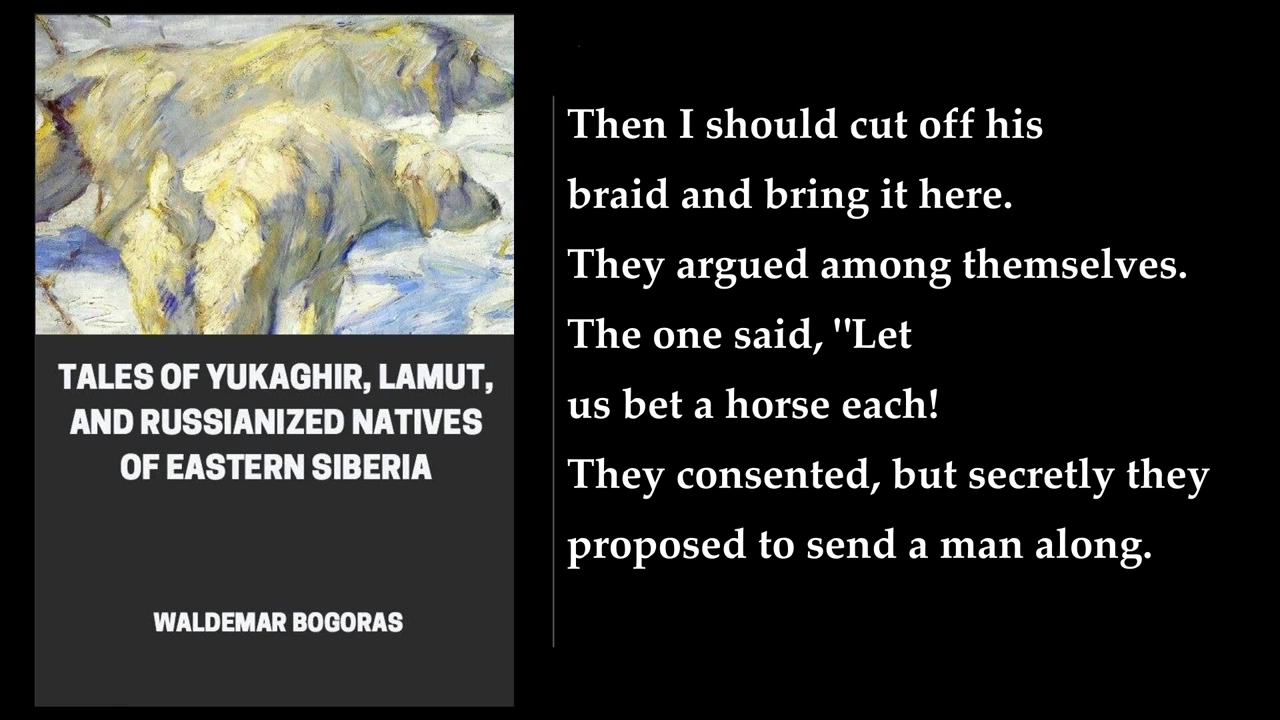 TALES OF YUKAGHIR, LAMUT,
AND RUSSIANIZED NATIVES
OF EASTERN SIBERIA
WALDEMAR BOGORAS
Then I should cut off his
braid and bring it here.
They argued among themselves.
The one said, "Let
us bet a horse each!
They consented, but secretly they
proposed to send a man along.